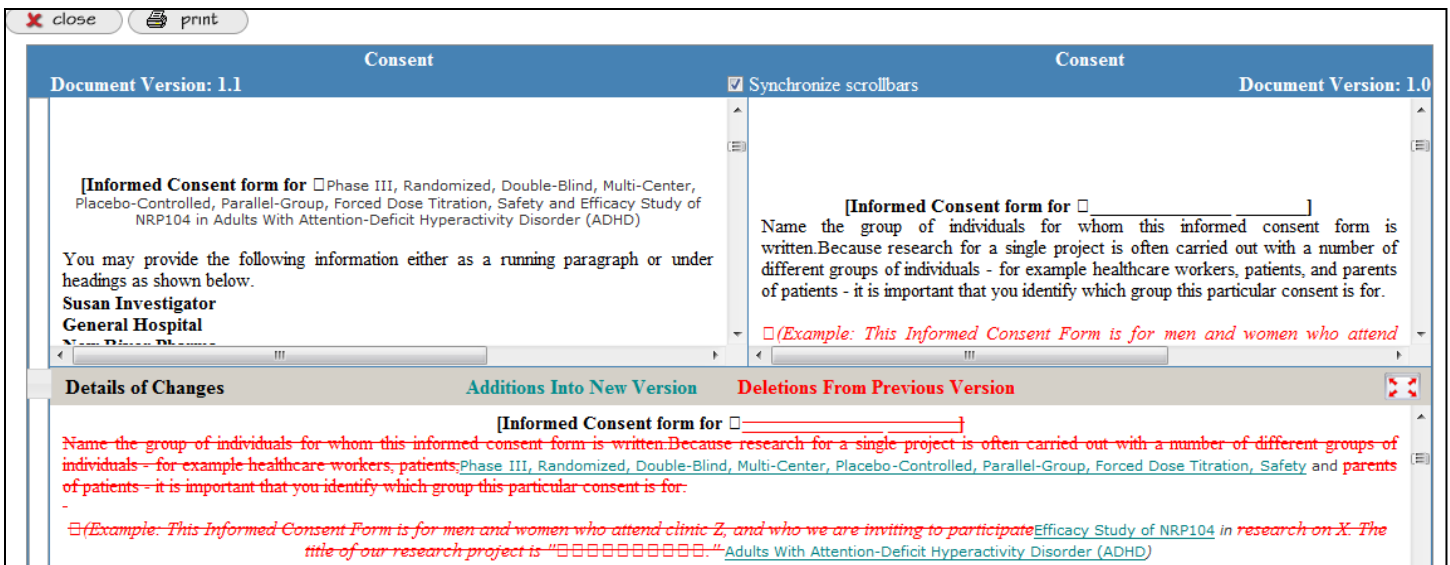 close print
Consent
Document Version: 1.1
[Informed Consent form for □Phase III, Randomized, Double-Blind, Multi-Center,
Placebo-Controlled, Parallel-Group, Forced Dose Titration, Safety and Efficacy Study of
NRP104 in Adults With Attention-Deficit Hyperactivity Disorder (ADHD)
You may provide the following information either as a running paragraph or under
headings as shown below.
Susan Investigator
General Hospital
New River Pharma
Consent
Synchronize scrollbars Document Version: 1.0
[Informed Consent form for □________________ ________]
Name the group of individuals for whom this informed consent form is
written.Because research for a single project is often carried out with a number of
different groups of individuals - for example healthcare workers, patients, and parents
of patients - it is important that you identify which group this particular consent is for.
□(Example: This Informed Consent Form is for men and women who attend
Details of Changes Additions Into New Version Deletions From Previous Version
[Informed Consent form for □________________ ________]
Name the group of individuals for whom this informed consent form is written.Because research for a single project is often carried out with a number of different groups of
individuals - for example healthcare workers, patients,Phase III, Randomized, Double-Blind, Multi-Center, Placebo-Controlled, Parallel-Group, Forced Dose Titration, Safety and parents
of patients - it is important that you identify which group this particular consent is for.
□(Example: This Informed Consent Form is for men and women who attend clinic Z, and who we are inviting to participateEfficacy Study of NRP104 in research on X. The
title of our research project is "□□□□□□□□□□."Adults With Attention-Deficit Hyperactivity Disorder (ADHD)